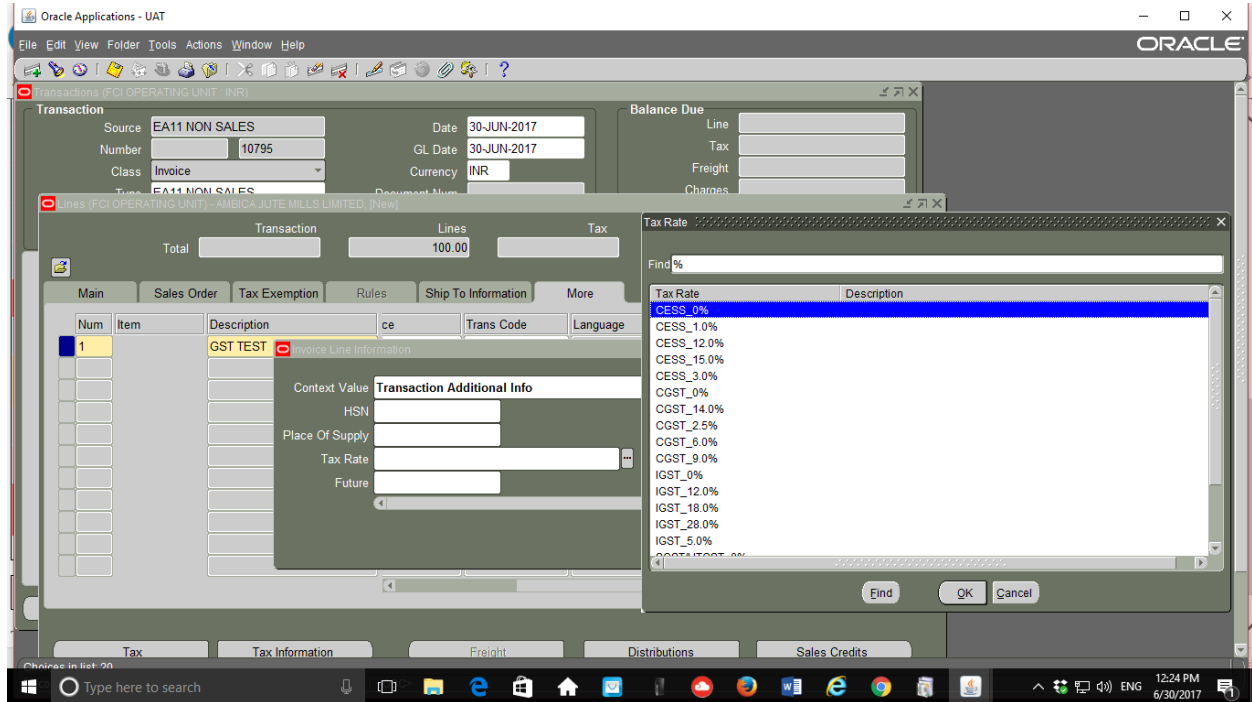 Oracle Applications - UAT
File Edit View Folder Tools Actions Window Help
ORACLE
Transactions (FCI OPERATING UNIT : INR)
Transaction
Balance Due
Source EA11 NON SALES Date 30-JUN-2017 Line
Number 10795 GL Date 30-JUN-2017 Tax
Class Invoice Currency INR Freight
Type EA11 NON SALES Document Num Charges
Lines (FCI OPERATING UNIT) - AMBICA JUTE MILLS LIMITED, [New]
Transaction Lines Tax
Total 100.00
Main Sales Order Tax Exemption Rules Ship To Information More
Num Item Description ce Trans Code Language
1 GST TEST
Invoice Line Information
Context Value Transaction Additional Info
HSN
Place Of Supply
Tax Rate
Future
Tax Rate
Find %
Tax Rate Description
CESS_0%
CESS_1.0%
CESS_12.0%
CESS_15.0%
CESS_3.0%
CGST_0%
CGST_14.0%
CGST_2.5%
CGST_6.0%
CGST_9.0%
IGST_0%
IGST_12.0%
IGST_18.0%
IGST_28.0%
IGST_5.0%
Find OK Cancel
Tax Tax Information Freight Distributions Sales Credits
Choices in list: 20
Type here to search
ENG
12:24 PM
6/30/2017